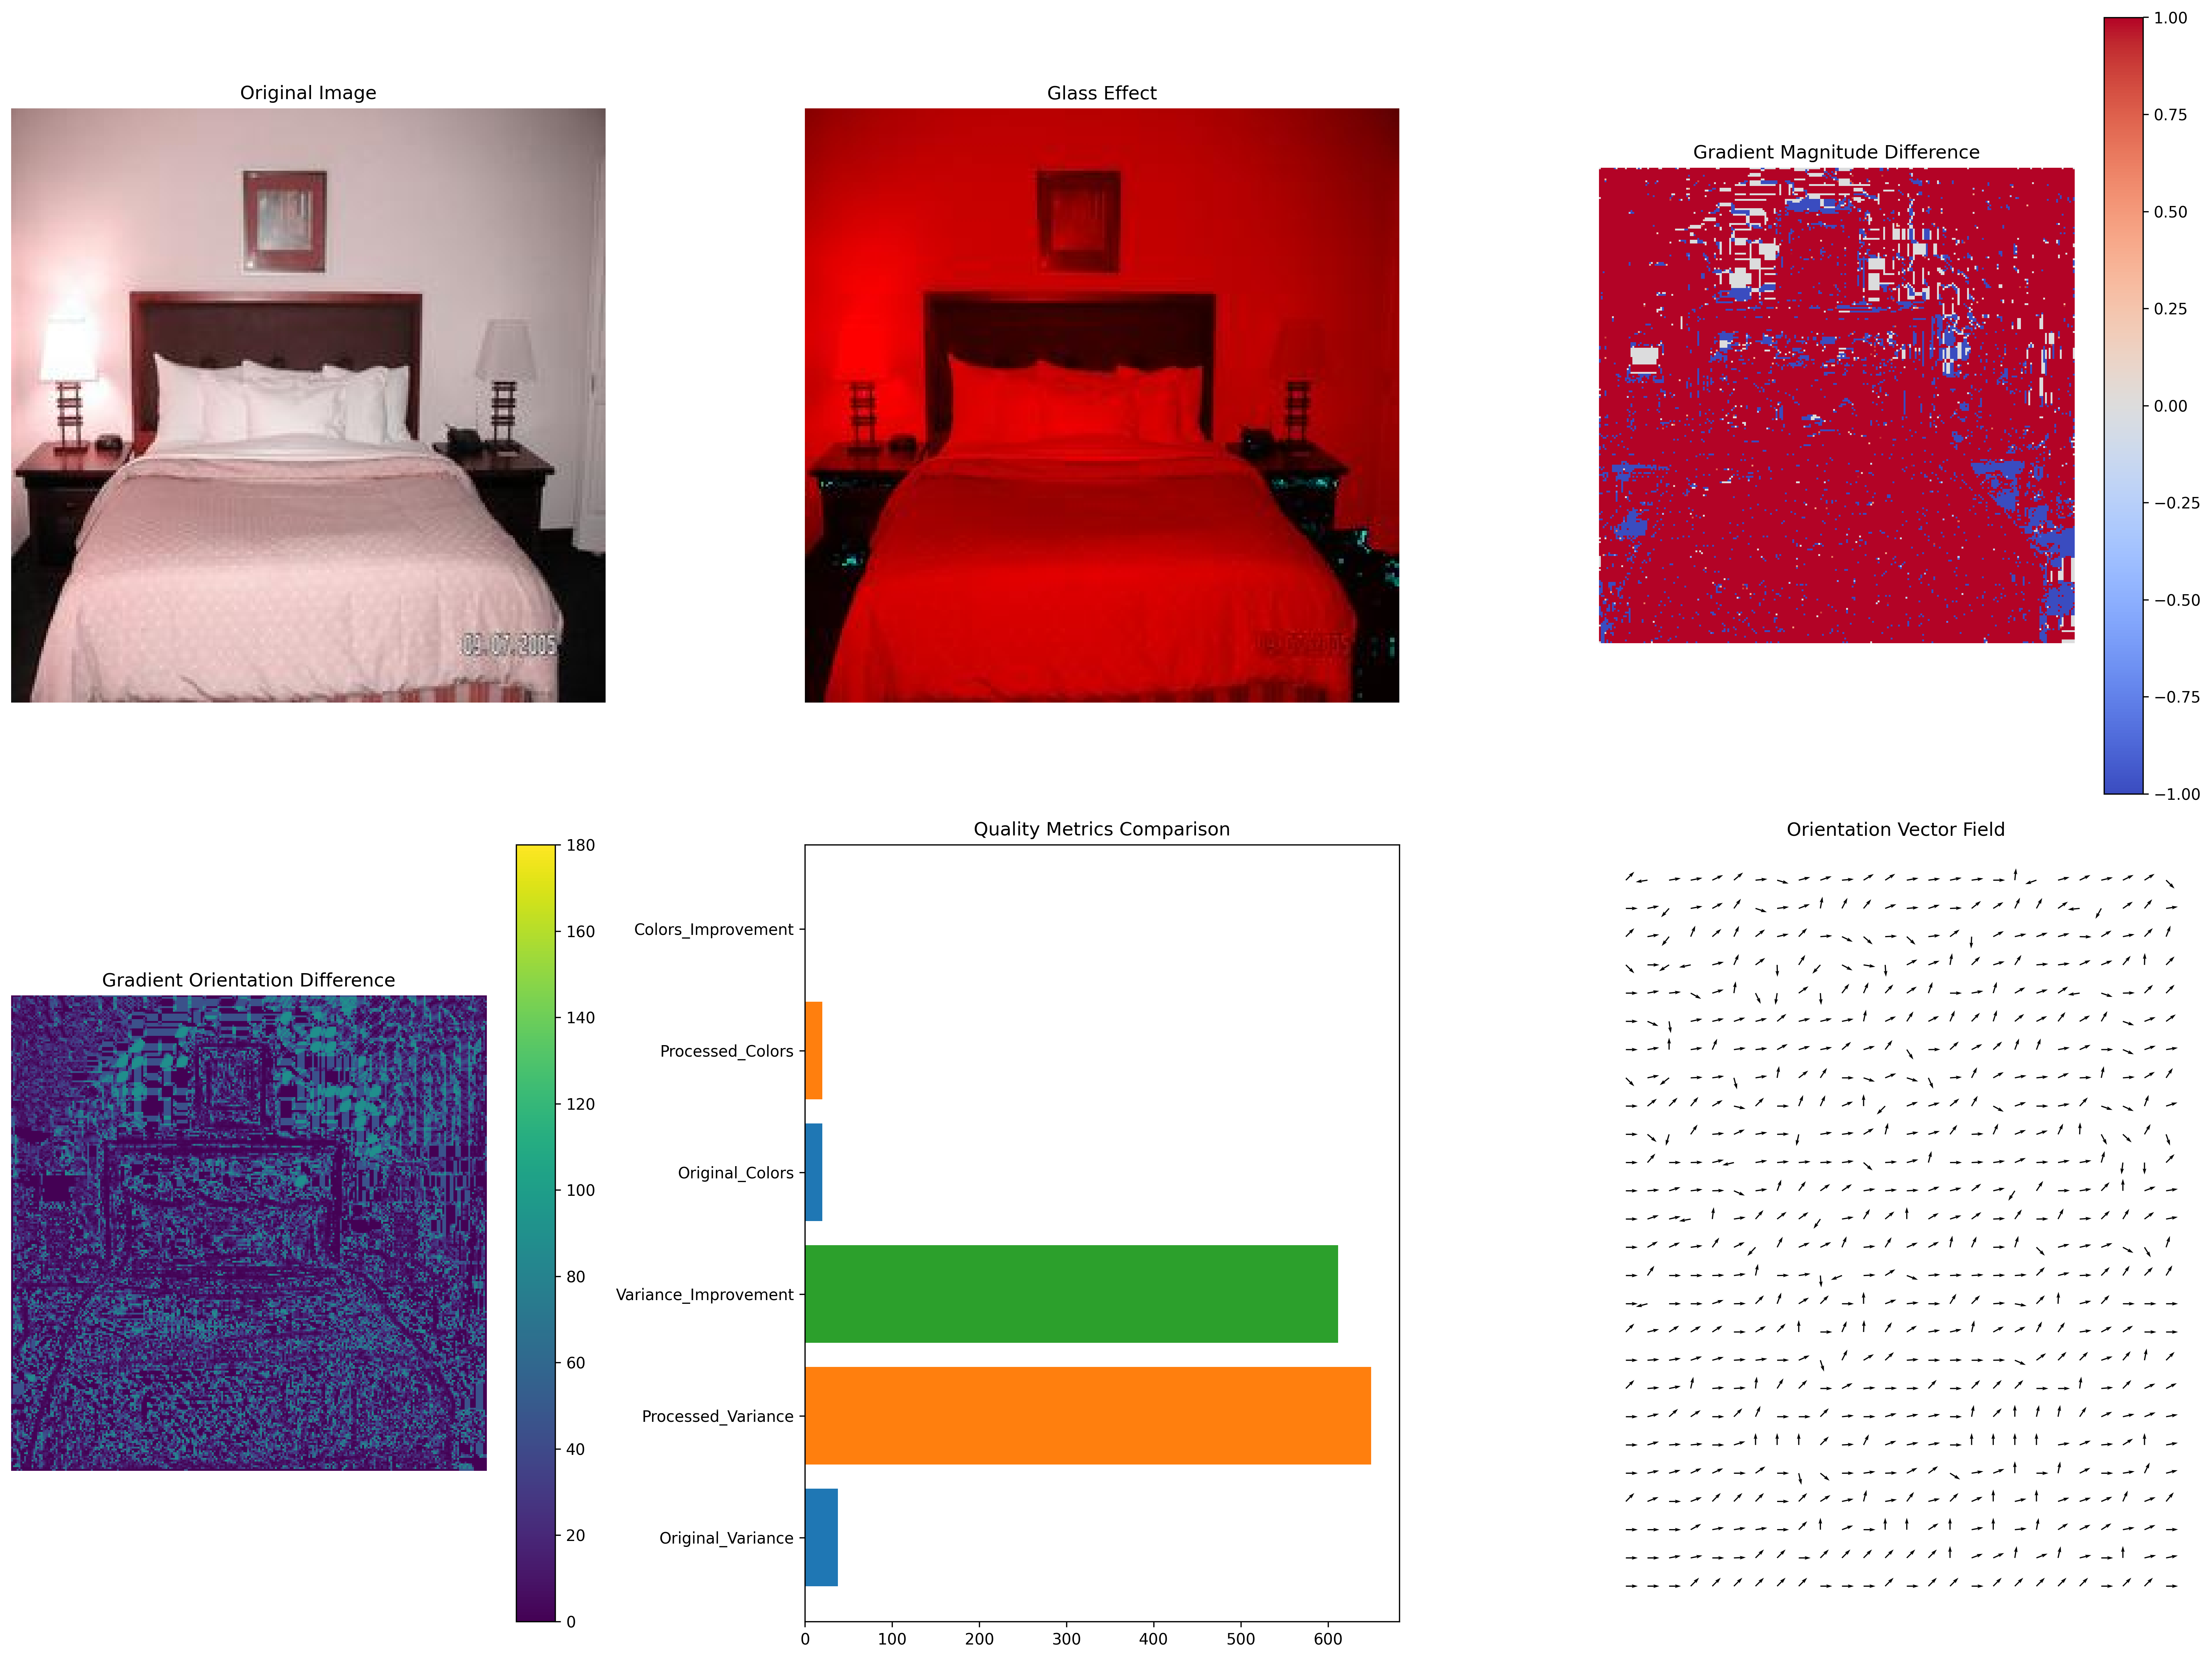 Original Image
Glass Effect
Gradient Magnitude Difference
1.00
0.75
0.50
0.25
0.00
−0.25
−0.50
−0.75
−1.00
09.07.2005
Gradient Orientation Difference
180
160
140
120
100
80
60
40
20
0
Quality Metrics Comparison
Colors_Improvement
Processed_Colors
Original_Colors
Variance_Improvement
Processed_Variance
Original_Variance
0 100 200 300 400 500 600
Orientation Vector Field